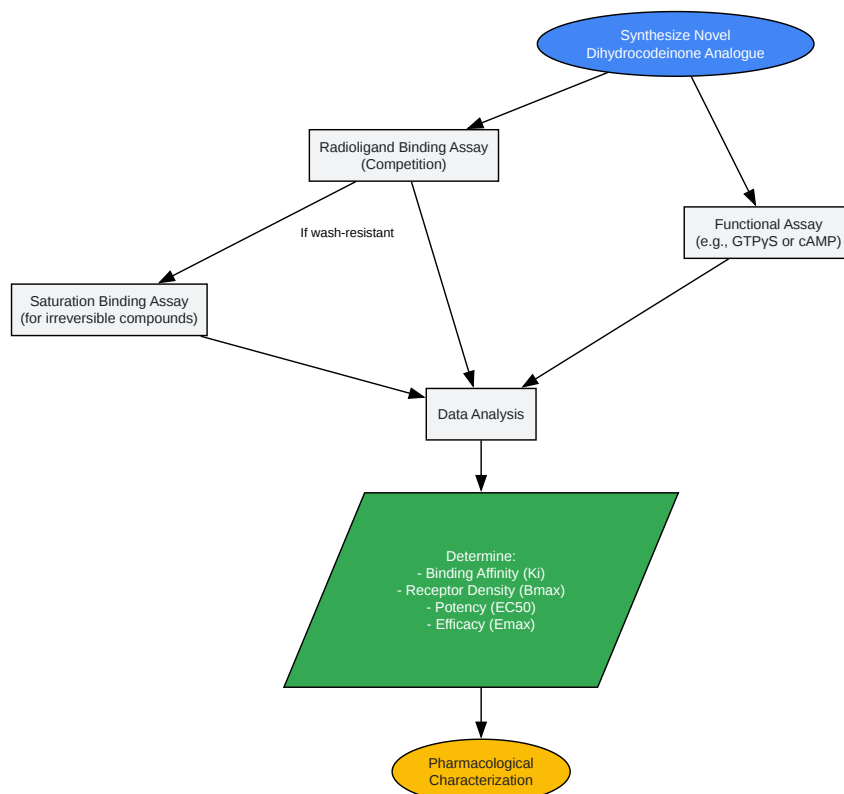 Synthesize Novel
Dihydrocodeinone Analogue
Radioligand Binding Assay
(Competition)
Functional Assay
(e.g., GTPγS or cAMP)
If wash-resistant
Saturation Binding Assay
(for irreversible compounds)
Data Analysis
Determine:
- Binding Affinity (Ki)
- Receptor Density (Bmax)
- Potency (EC50)
- Efficacy (Emax)
Pharmacological
Characterization